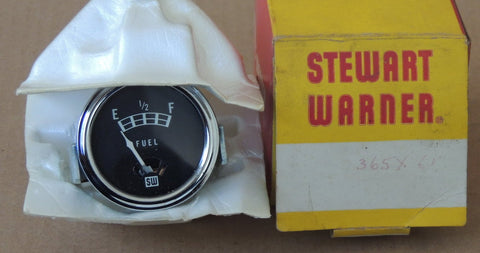 E 1/2 F
FUEL
SW
STEWART
WARNER®
365X